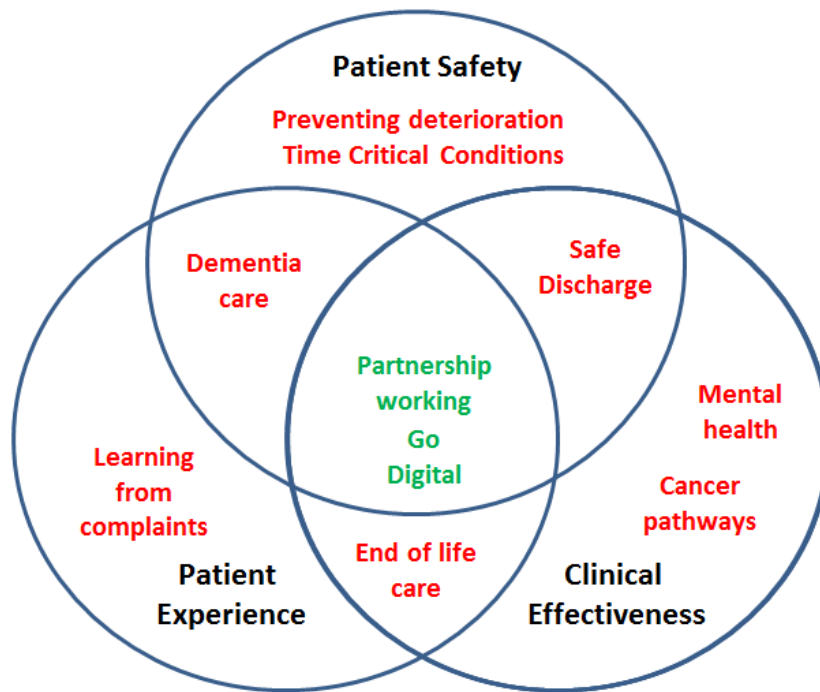 Patient Safety
Preventing deterioration
Time Critical Conditions
Dementia
care
Safe
Discharge
Partnership
working
Go
Digital
Mental
health
Learning
from
complaints
Cancer
pathways
End of life
care
Patient
Experience
Clinical
Effectiveness